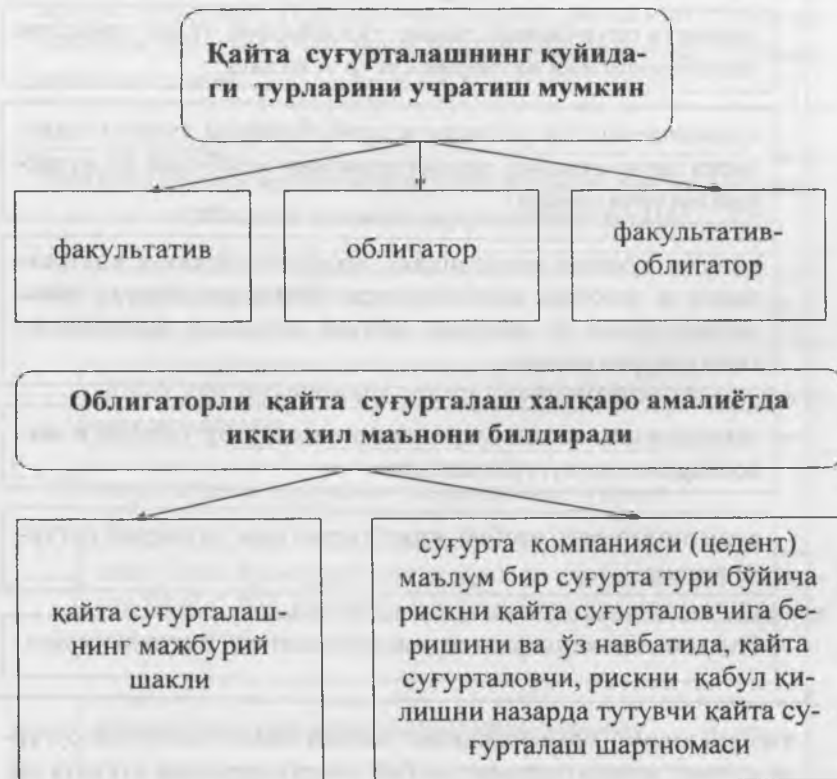 Қайта суғурталашнинг қуйида-
ги турларини учратиш мумкин
факультатив
облигатор
факультатив-
облигатор
Облигаторли қайта суғурталаш халқаро амалиётда
икки хил маънони билдиради
қайта суғурталаш-
нинг мажбурий
шакли
суғурта компанияси (цедент)
маълум бир суғурта тури бўйича
рискни қайта суғурталовчига бе-
ришини ва ўз навбатида, қайта
суғурталовчи, рискни қабул қи-
лишни назарда тутувчи қайта су-
ғурталаш шартномаси